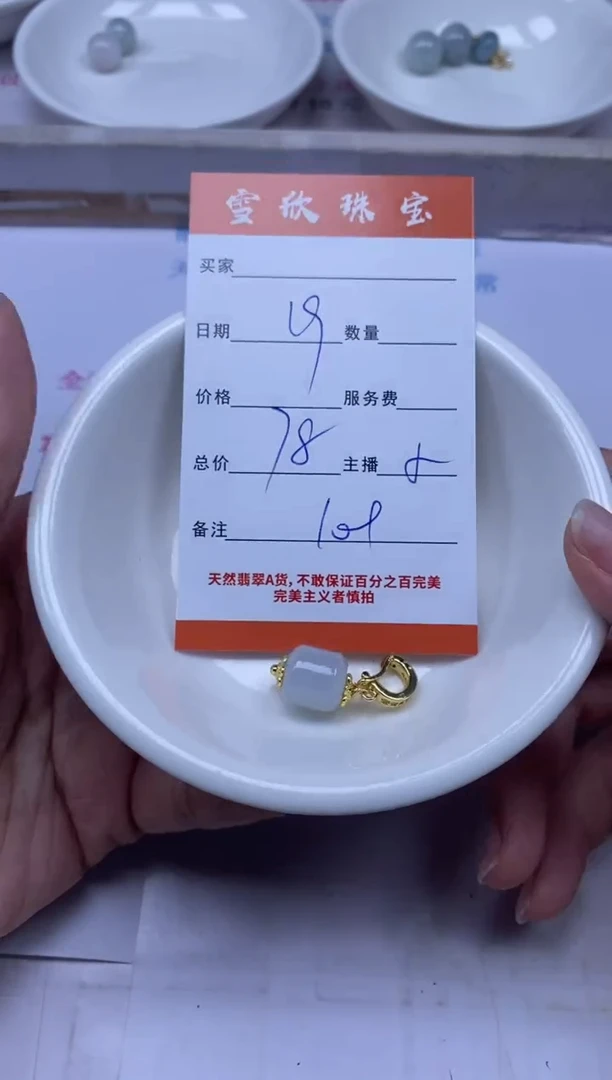 雪欣珠宝
买家
日期 19 数量
价格 服务费
总价 78 主播
备注 101
天然翡翠A货,不敢保证百分之百完美
完美主义者慎拍